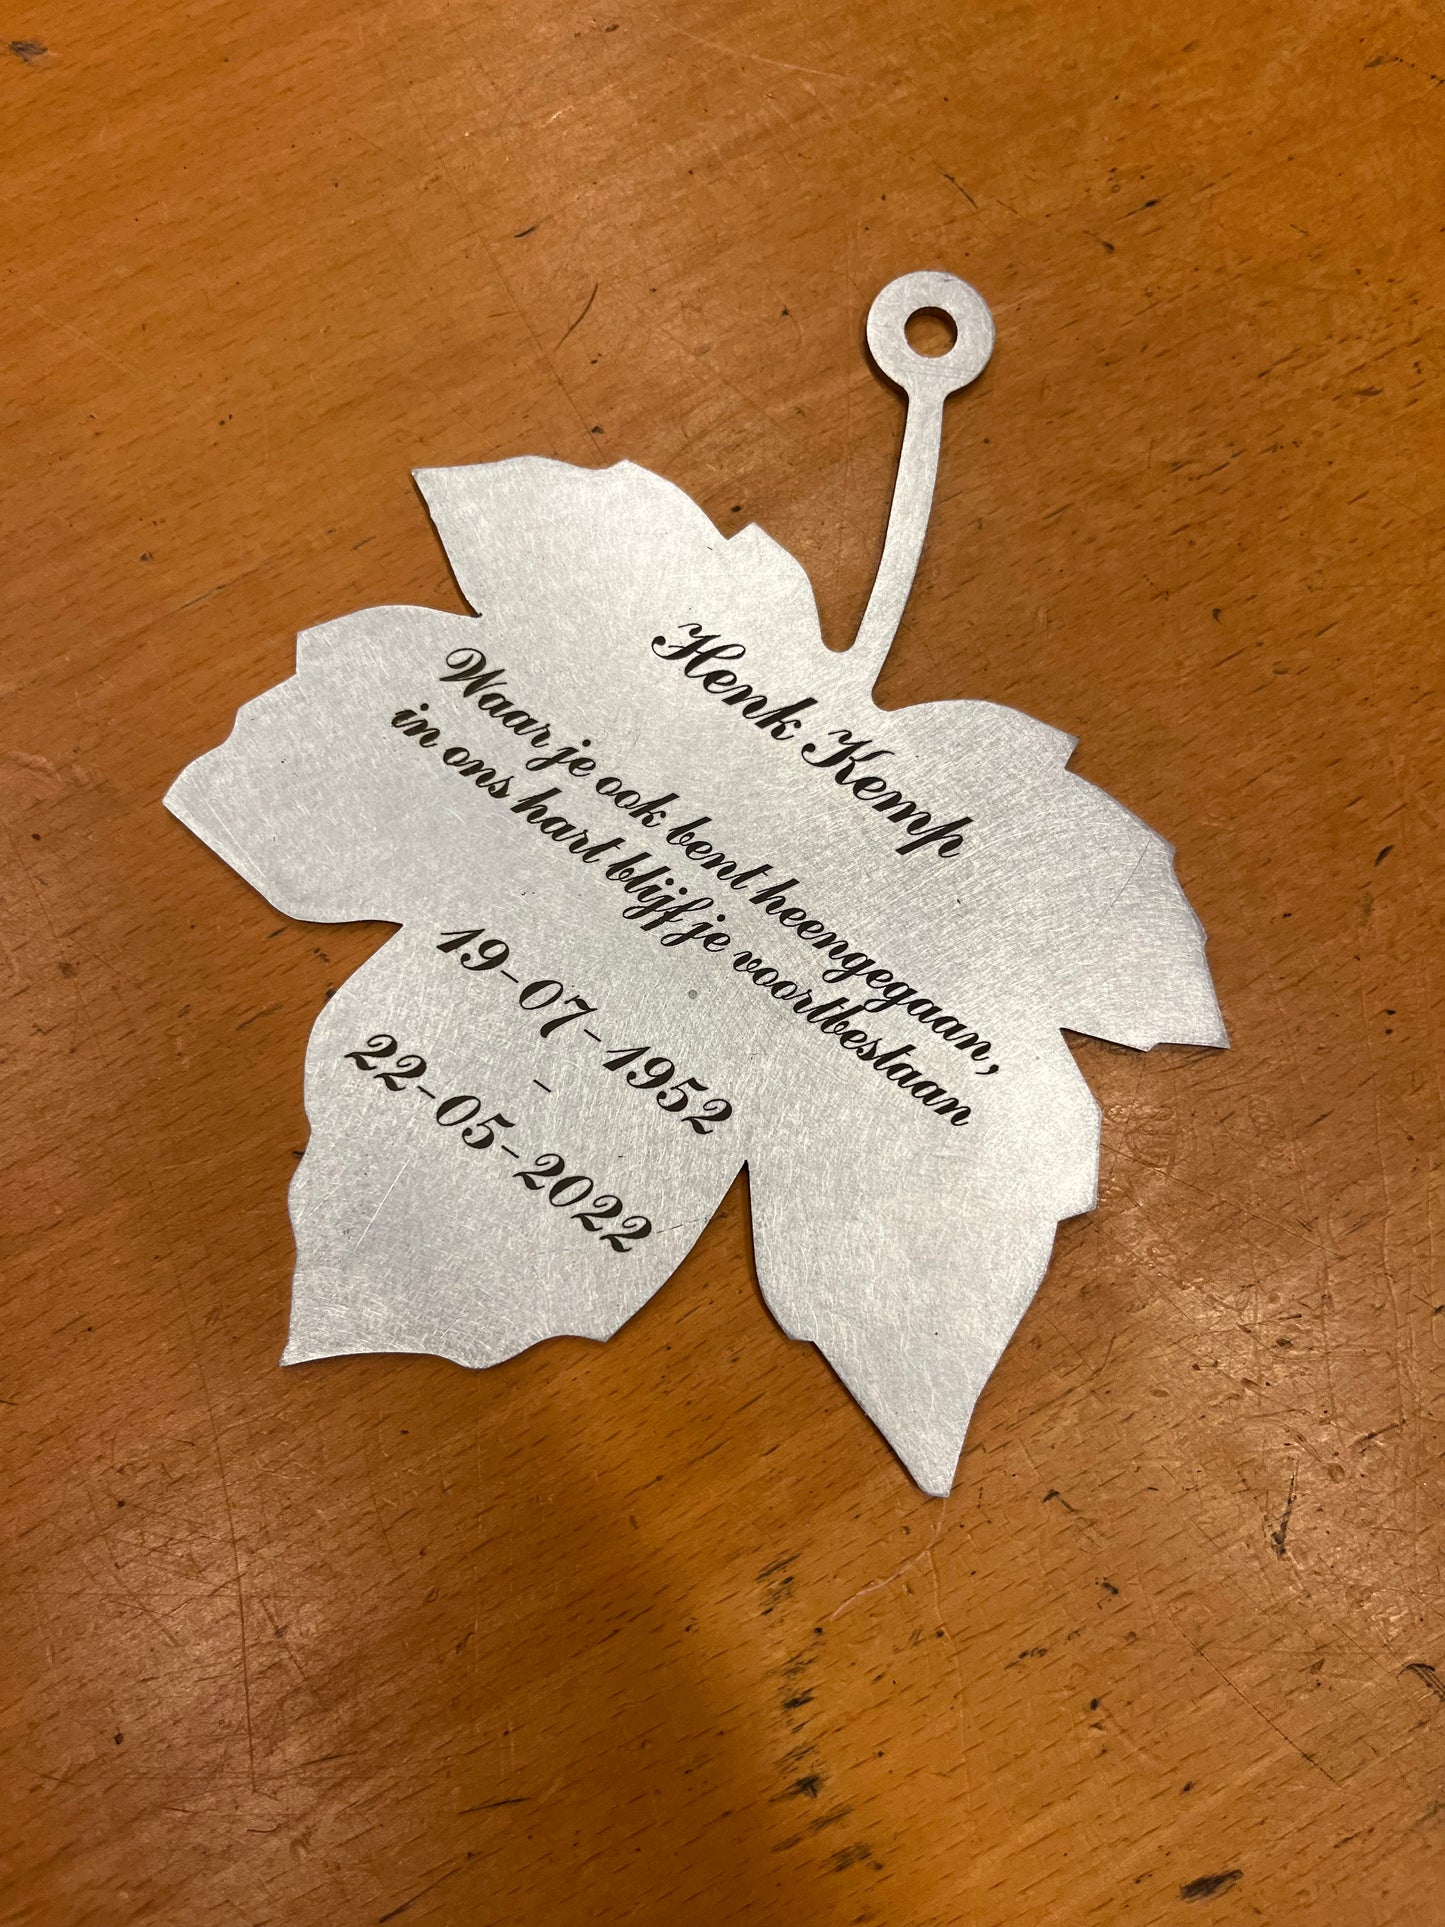 Henk Kemp
Waar je ook bent heengegaan,
in ons hart blijf je voortbestaan
19-07-1952
-
22-05-2022